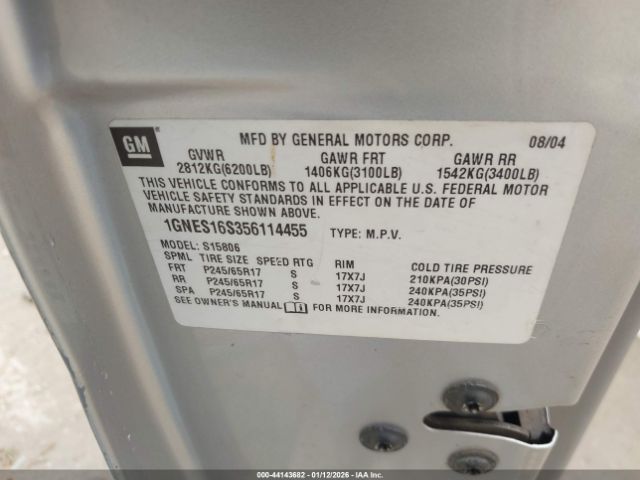 GM
MFD BY GENERAL MOTORS CORP. 08/04
GVWR GAWR FRT GAWR RR
2812KG(6200LB) 1406KG(3100LB) 1542KG(3400LB)
THIS VEHICLE CONFORMS TO ALL APPLICABLE U.S. FEDERAL MOTOR
VEHICLE SAFETY STANDARDS IN EFFECT ON THE DATE OF
MANUFACTURE SHOWN ABOVE.
1GNES16S356114455 TYPE: M.P.V.
MODEL: S15806
SPML TIRE SIZE SPEED RTG RIM COLD TIRE PRESSURE
FRT P245/65R17 S 17X7J 210KPA(30PSI)
RR P245/65R17 S 17X7J 240KPA(35PSI)
SPA P245/65R17 S 17X7J 240KPA(35PSI)
SEE OWNER'S MANUAL FOR MORE INFORMATION.
000-44143682 - 01/12/2026 - IAA Inc.